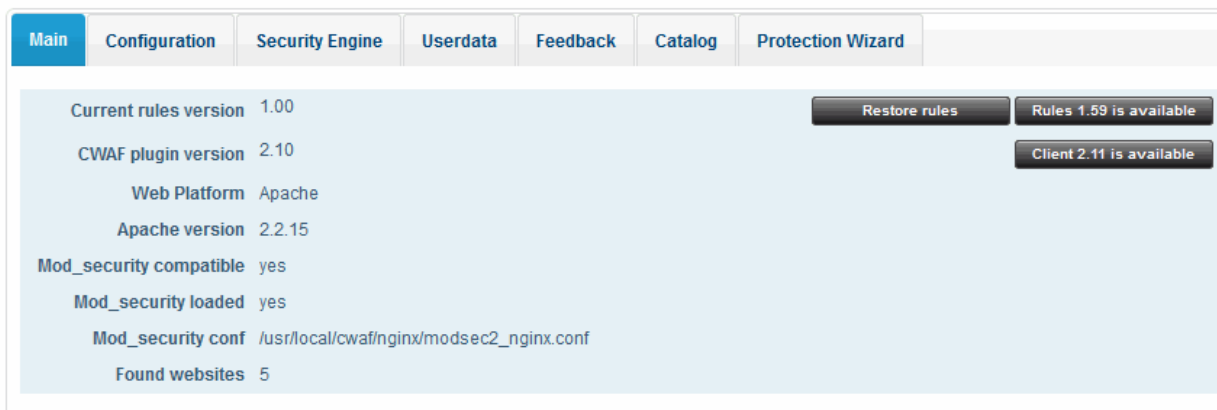 Main Configuration Security Engine Userdata Feedback Catalog Protection Wizard
Current rules version 1.00 Restore rules Rules 1.59 is available
CWAF plugin version 2.10 Client 2.11 is available
Web Platform Apache
Apache version 2.2.15
Mod_security compatible yes
Mod_security loaded yes
Mod_security conf /usr/local/cwaf/nginx/modsec2_nginx.conf
Found websites 5